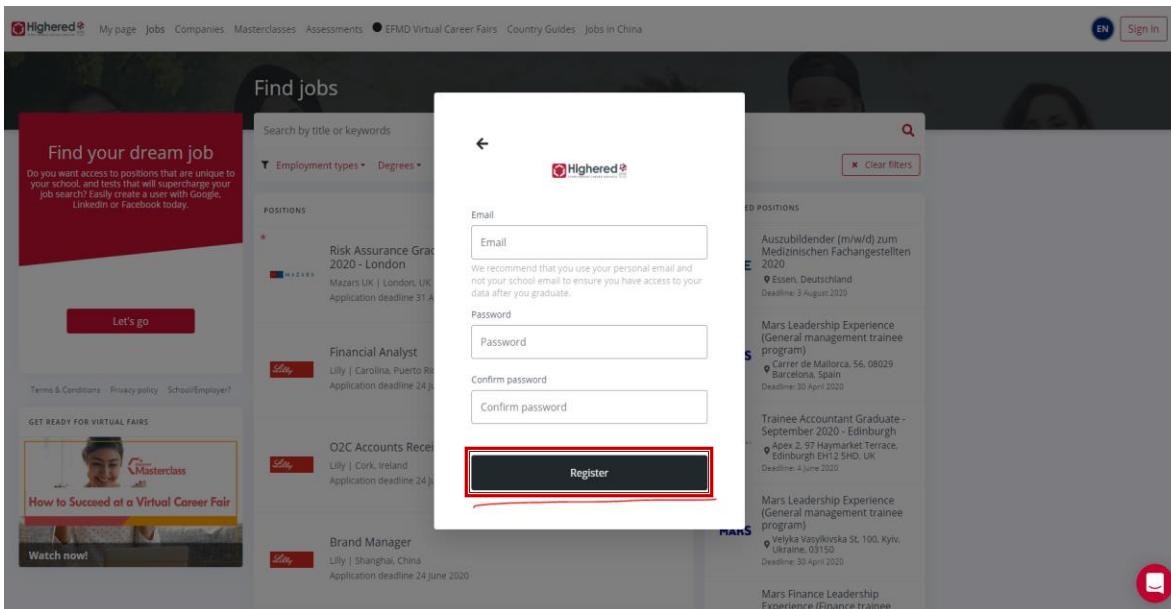 Highered
My page Jobs Companies Masterclasses Assessments EFMD Virtual Career Fairs Country Guides Jobs in China
EN
Sign in
Find jobs
Find your dream job
Do you want access to positions that are unique to
your school, and tests that will supercharge your
job search? Easily create a user with Google,
LinkedIn or Facebook today.
Let's go
Terms & Conditions Privacy policy School/Employer?
GET READY FOR VIRTUAL FAIRS
Masterclass
How to Succeed at a Virtual Career Fair
Watch now!
Search by title or keywords
Employment types Degrees
Clear filters
POSITIONS
MAZARS
Risk Assurance Grad
2020 - London
Mazars UK | London, UK
Application deadline 31 A
Lilly
Financial Analyst
Lilly | Carolina, Puerto Ri
Application deadline 24 Ju
Lilly
O2C Accounts Recei
Lilly | Cork, Ireland
Application deadline 24 Ju
Lilly
Brand Manager
Lilly | Shanghai, China
Application deadline 24 June 2020
Highered
Email
Email
We recommend that you use your personal email and
not your school email to ensure you have access to your
data after you graduate.
Password
Password
Confirm password
Confirm password
Register
ED POSITIONS
Auszubildender (m/w/d) zum
Medizinischen Fachangestellten
2020
Essen, Deutschland
Deadline: 3 August 2020
Mars Leadership Experience
(General management trainee
program)
Carrer de Mallorca, 56, 08029
Barcelona, Spain
Deadline: 30 April 2020
Trainee Accountant Graduate -
September 2020 - Edinburgh
Apex 2, 97 Haymarket Terrace,
Edinburgh EH12 5HD, UK
Deadline: 4 June 2020
MARS
Mars Leadership Experience
(General management trainee
program)
Velyka Vasylkivska St, 100, Kyiv,
Ukraine, 03150
Deadline: 30 April 2020
Mars Finance Leadership
Experience (Finance trainee